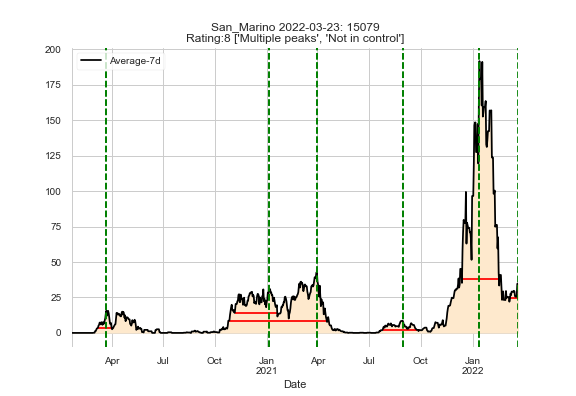 San_Marino 2022-03-23: 15079
Rating:8 ['Multiple peaks', 'Not in control']
200
175
150
125
100
75
50
25
0
Average-7d
Apr Jul Oct Jan Apr Jul Oct Jan
2021 2022
Date